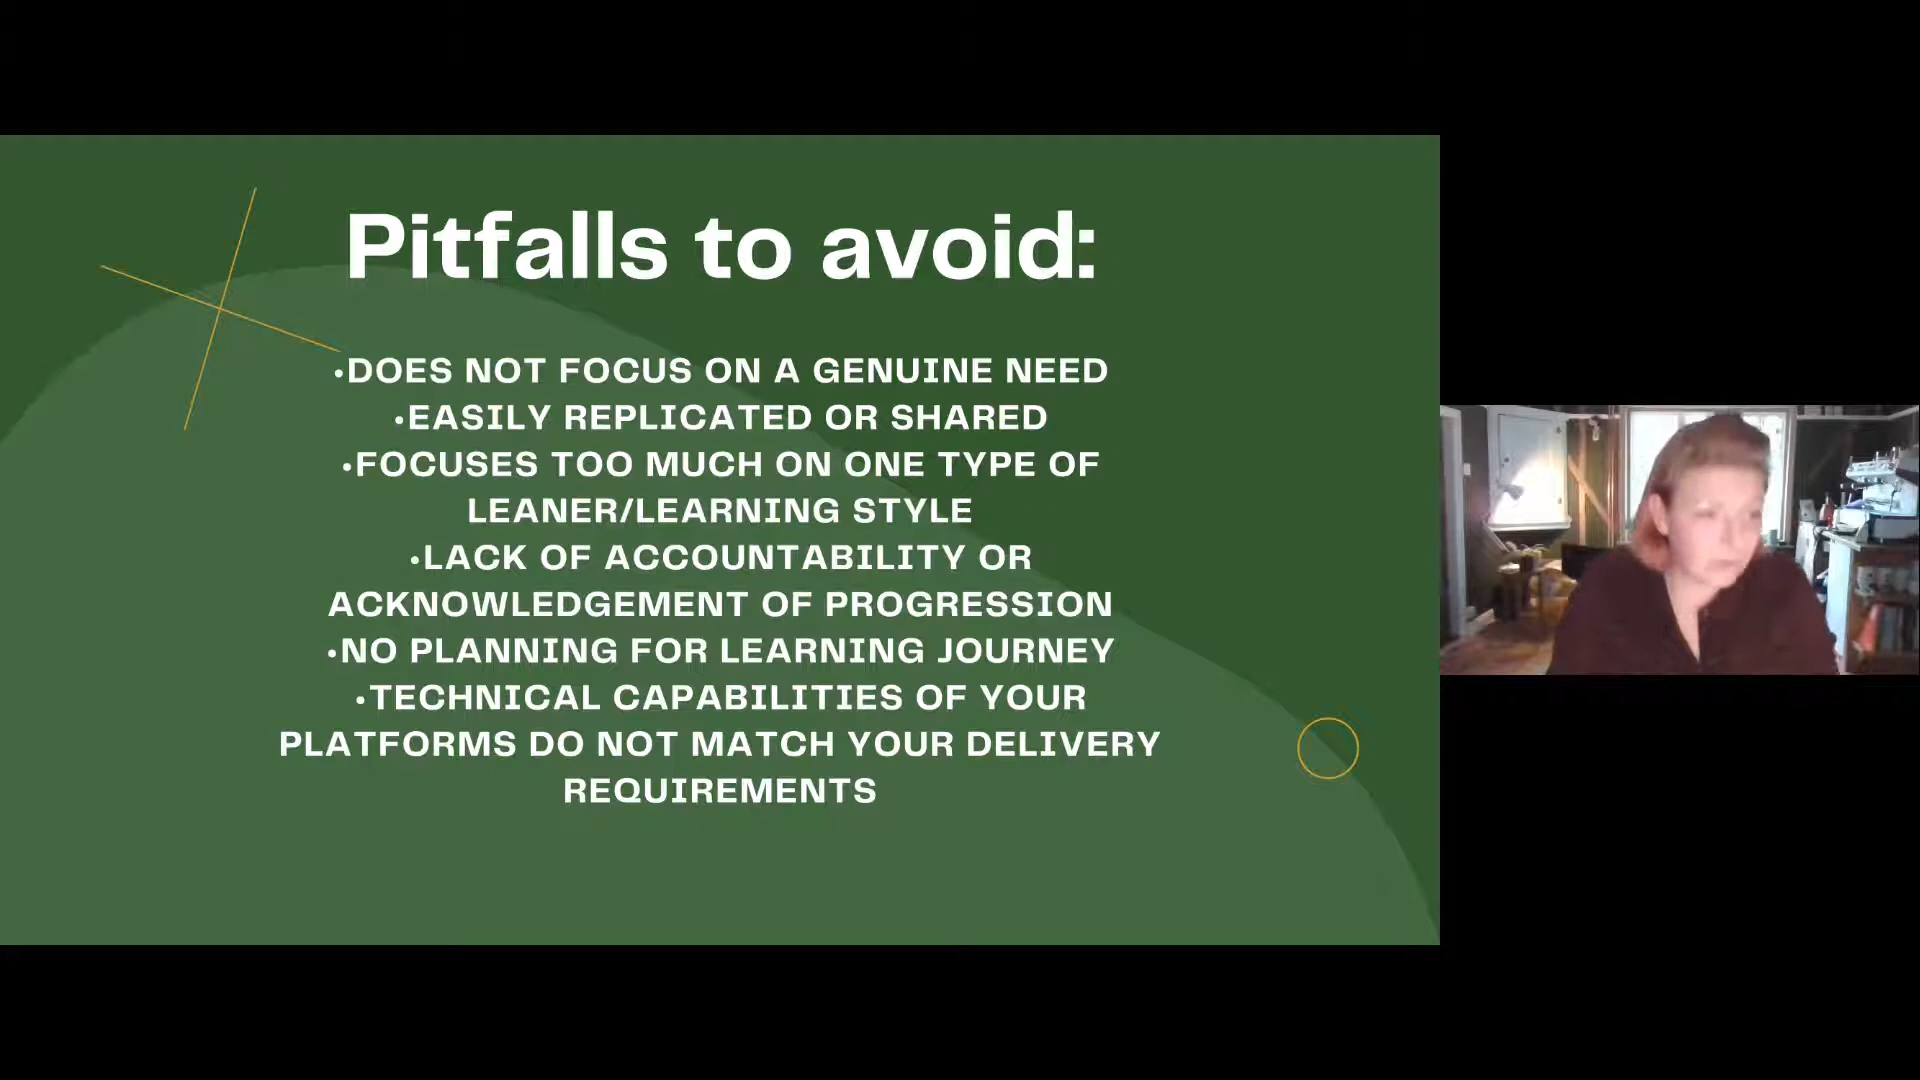 Pitfalls to avoid:
•DOES NOT FOCUS ON A GENUINE NEED
•EASILY REPLICATED OR SHARED
•FOCUSES TOO MUCH ON ONE TYPE OF
LEANER/LEARNING STYLE
•LACK OF ACCOUNTABILITY OR
ACKNOWLEDGEMENT OF PROGRESSION
•NO PLANNING FOR LEARNING JOURNEY
•TECHNICAL CAPABILITIES OF YOUR
PLATFORMS DO NOT MATCH YOUR DELIVERY
REQUIREMENTS